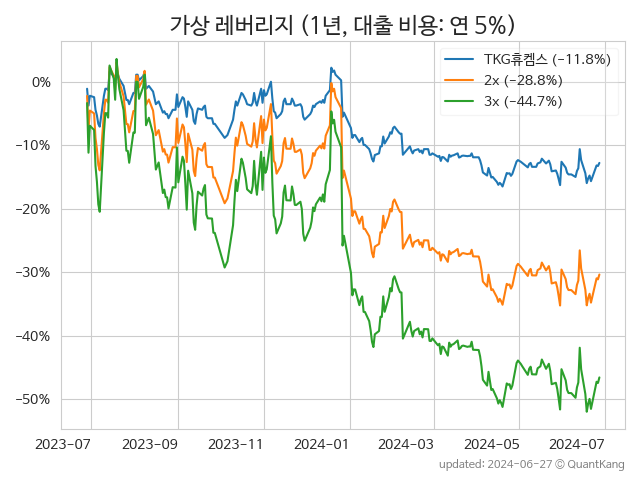 가상 레버리지 (1년, 대출 비용: 연 5%)
TKG휴켐스 (−11.8%)
2x (−28.8%)
3x (−44.7%)
0%
−10%
−20%
−30%
−40%
−50%
2023-07 2023-09 2023-11 2024-01 2024-03 2024-05 2024-07
updated: 2024-06-27 © QuantKang